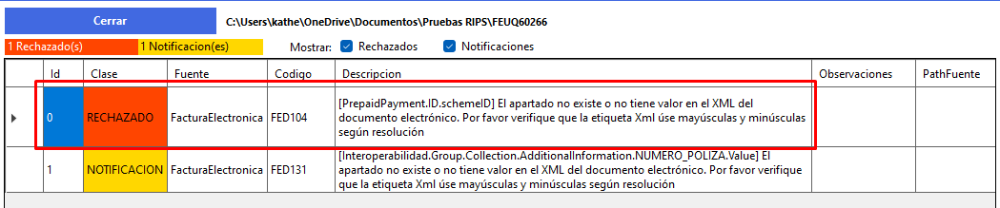 Cerrar
C:\Users\kathe\OneDrive\Documentos\Pruebas RIPS\FEUQ60266
1 Rechazado(s)
1 Notificacion(es)
Mostrar:
Rechazados
Notificaciones
Id
Clase
Fuente
Codigo
Descripcion
Observaciones
PathFuente
0
RECHAZADO
FacturaElectronica
FED104
[PrepaidPayment.ID.schemeID] El apartado no existe o no tiene valor en el XML del
documento electrónico. Por favor verifique que la etiqueta Xml úse mayúsculas y minúsculas
según resolución
1
NOTIFICACION
FacturaElectronica
FED131
[Interoperabilidad.Group.Collection.AdditionalInformation.NUMERO_POLIZA.Value] El
apartado no existe o no tiene valor en el XML del documento electrónico. Por favor verifique
que la etiqueta Xml úse mayúsculas y minúsculas según resolución